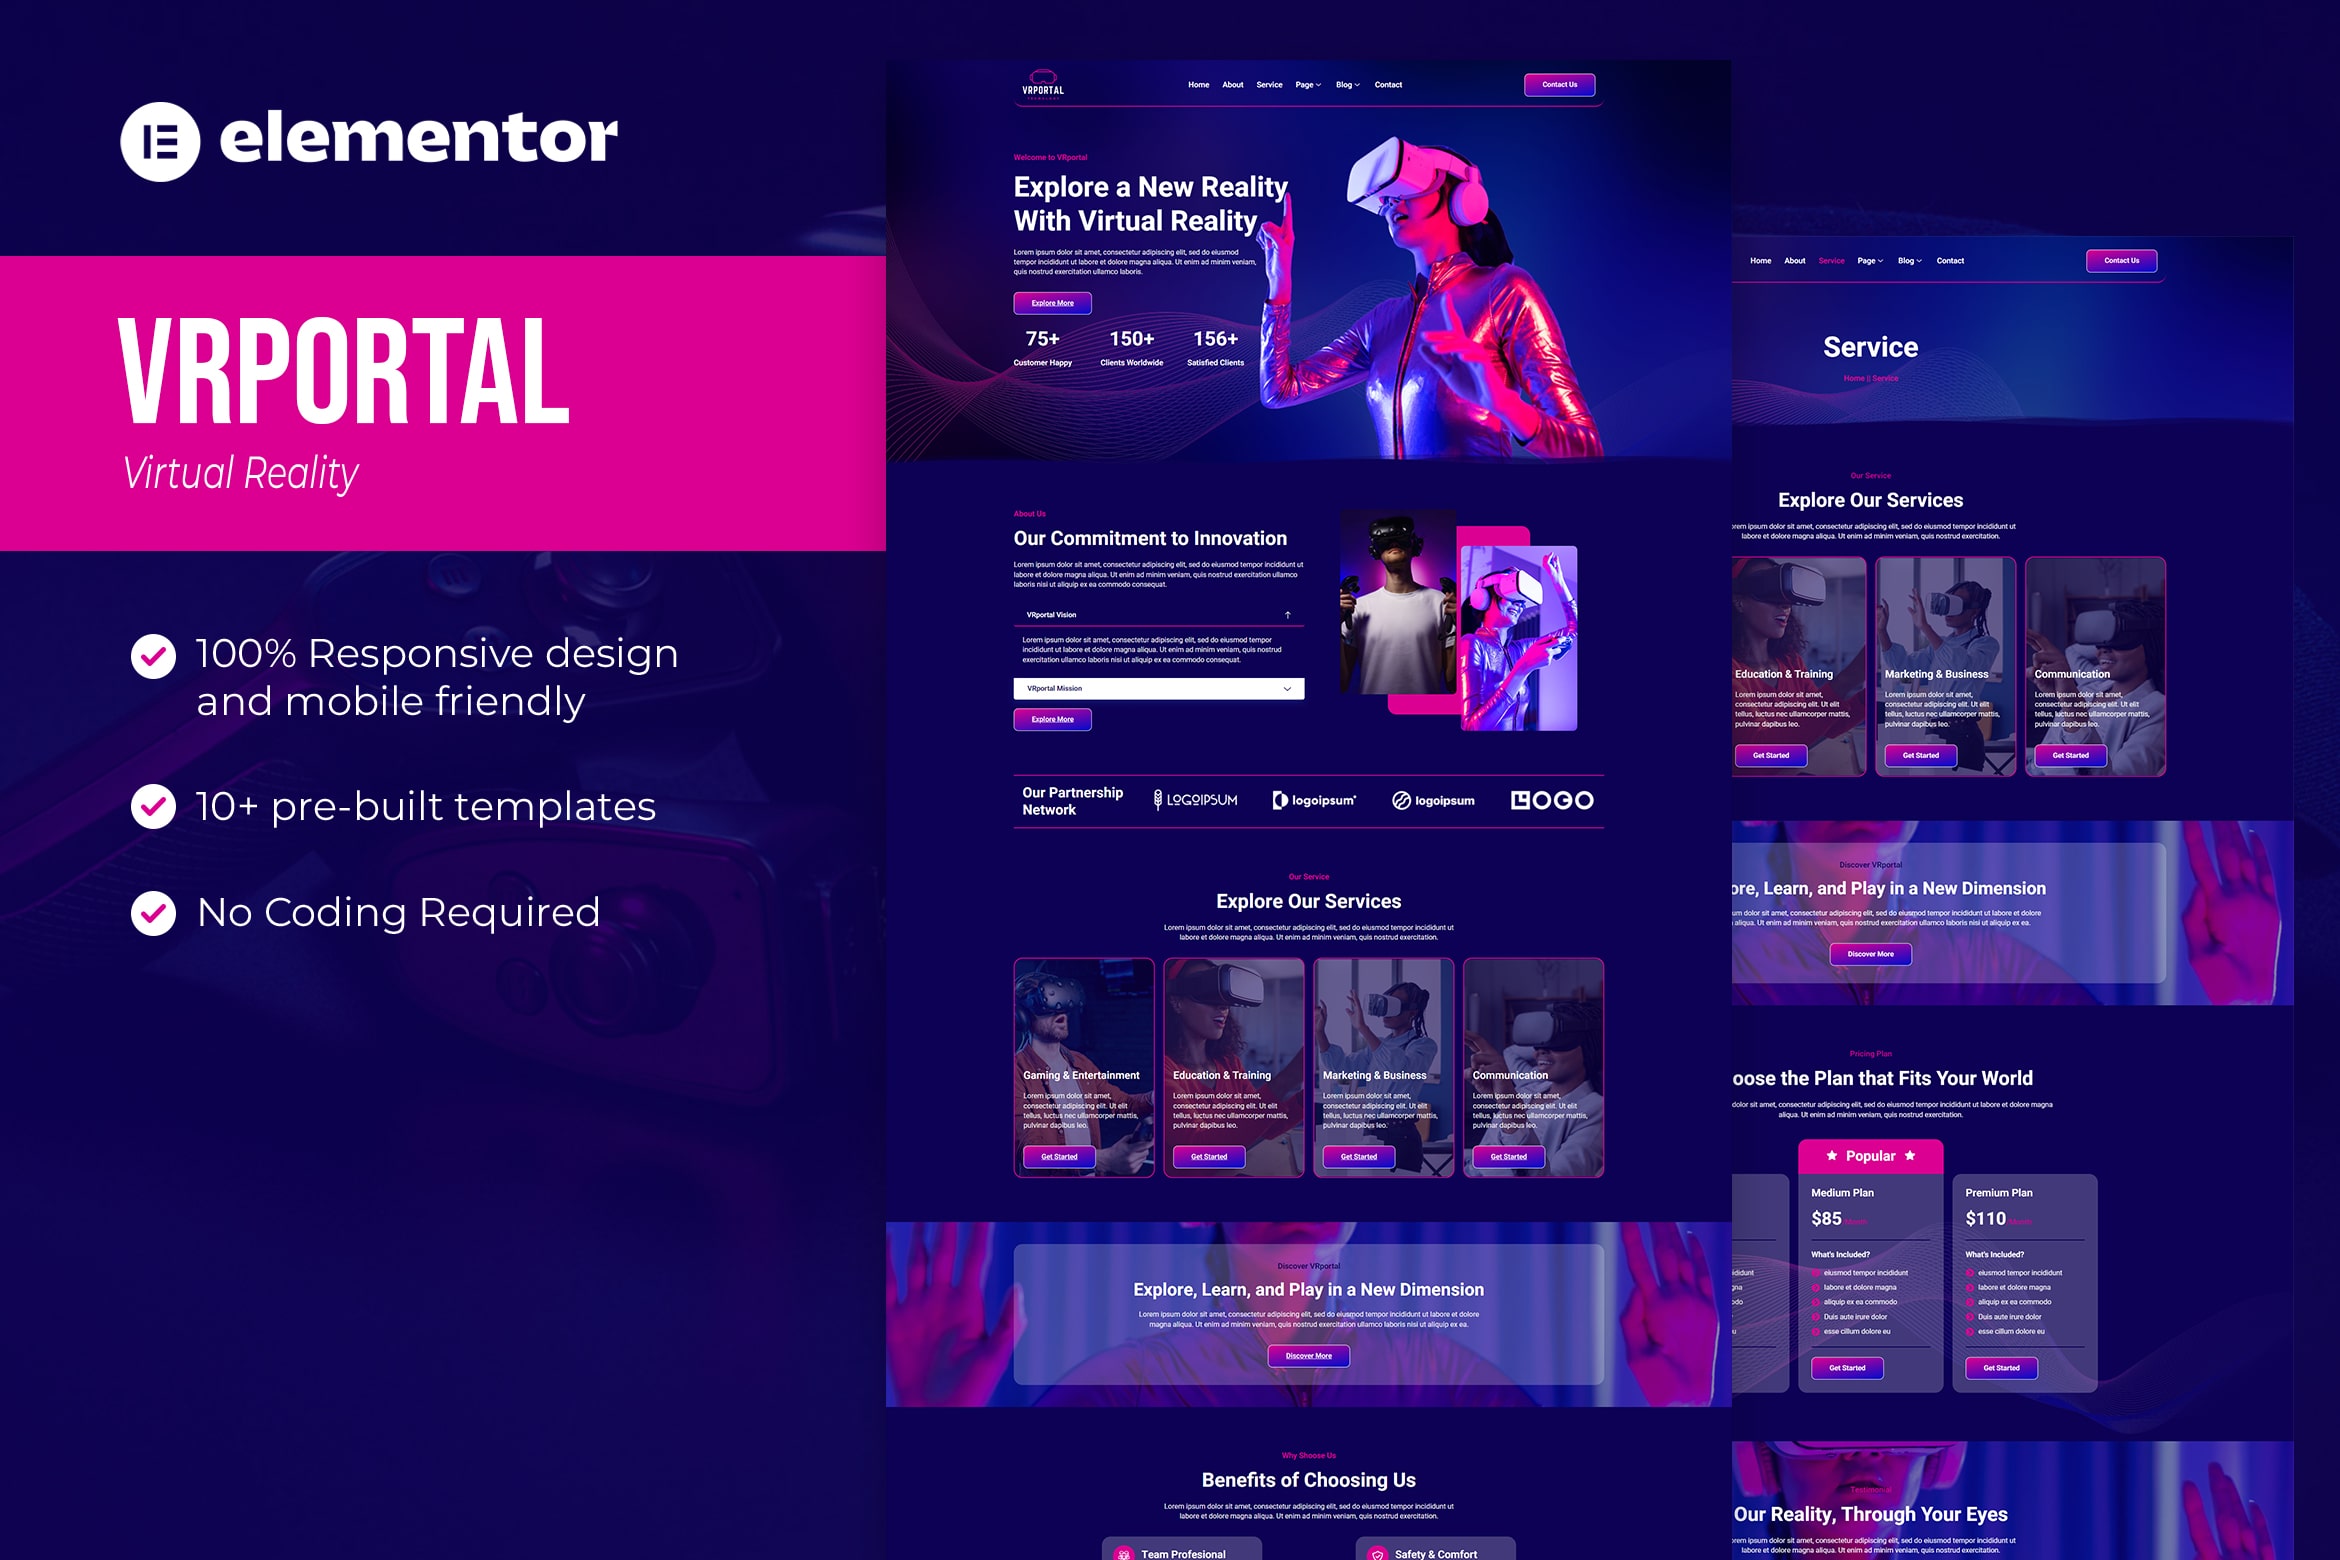 elementor
VRPORTAL
Virtual Reality
100% Responsive design
and mobile friendly
10+ pre-built templates
No Coding Required
VRPORTAL
Home About Service Page Blog Contact
Contact Us
Welcome to VRportal
Explore a New Reality
With Virtual Reality
Lorem ipsum dolor sit amet, consectetur adipiscing elit, sed do eiusmod
tempor incididunt ut labore et dolore magna aliqua. Ut enim ad minim veniam,
quis nostrud exercitation ullamco laboris.
Explore More
75+ 150+ 156+
Customer Happy Clients Worldwide Satisfied Clients
About Us
Our Commitment to Innovation
Lorem ipsum dolor sit amet, consectetur adipiscing elit, sed do eiusmod tempor incididunt ut
labore et dolore magna aliqua. Ut enim ad minim veniam, quis nostrud exercitation ullamco
laboris nisi ut aliquip ex ea commodo consequat.
VRportal Vision
Lorem ipsum dolor sit amet, consectetur adipiscing elit, sed do eiusmod tempor
incididunt ut labore et dolore magna aliqua. Ut enim ad minim veniam, quis nostrud
exercitation ullamco laboris nisi ut aliquip ex ea commodo consequat.
VRportal Mission
Explore More
Our Partnership
Network
LOGOIPSUM logoipsum logoipsum LOGO
Our Service
Explore Our Services
Lorem ipsum dolor sit amet, consectetur adipiscing elit, sed do eiusmod tempor incididunt ut
labore et dolore magna aliqua. Ut enim ad minim veniam, quis nostrud exercitation.
Gaming & Entertainment
Lorem ipsum dolor sit amet,
consectetur adipiscing elit. Ut elit
tellus, luctus nec ullamcorper mattis,
pulvinar dapibus leo.
Get Started
Education & Training
Lorem ipsum dolor sit amet,
consectetur adipiscing elit. Ut elit
tellus, luctus nec ullamcorper mattis,
pulvinar dapibus leo.
Get Started
Marketing & Business
Lorem ipsum dolor sit amet,
consectetur adipiscing elit. Ut elit
tellus, luctus nec ullamcorper mattis,
pulvinar dapibus leo.
Get Started
Communication
Lorem ipsum dolor sit amet,
consectetur adipiscing elit. Ut elit
tellus, luctus nec ullamcorper mattis,
pulvinar dapibus leo.
Get Started
Discover VRportal
Explore, Learn, and Play in a New Dimension
Lorem ipsum dolor sit amet, consectetur adipiscing elit, sed do eiusmod tempor incididunt ut labore et dolore
magna aliqua. Ut enim ad minim veniam, quis nostrud exercitation ullamco laboris nisi ut aliquip ex ea.
Discover More
Why Choose Us
Benefits of Choosing Us
Lorem ipsum dolor sit amet, consectetur adipiscing elit, sed do eiusmod tempor incididunt ut
labore et dolore magna aliqua. Ut enim ad minim veniam, quis nostrud exercitation.
Team Profesional
Safety & Comfort
Home About Service Page Blog Contact
Contact Us
Service
Home || Service
Our Service
Explore Our Services
rem ipsum dolor sit amet, consectetur adipiscing elit, sed do eiusmod tempor incididunt ut
labore et dolore magna aliqua. Ut enim ad minim veniam, quis nostrud exercitation.
Education & Training
Lorem ipsum dolor sit amet,
consectetur adipiscing elit. Ut elit
tellus, luctus nec ullamcorper mattis,
pulvinar dapibus leo.
Get Started
Marketing & Business
Lorem ipsum dolor sit amet,
consectetur adipiscing elit. Ut elit
tellus, luctus nec ullamcorper mattis,
pulvinar dapibus leo.
Get Started
Communication
Lorem ipsum dolor sit amet,
consectetur adipiscing elit. Ut elit
tellus, luctus nec ullamcorper mattis,
pulvinar dapibus leo.
Get Started
Discover VRportal
ore, Learn, and Play in a New Dimension
um dolor sit amet, consectetur adipiscing elit, sed do eiusmod tempor incididunt ut labore et dolore
aliqua. Ut enim ad minim veniam, quis nostrud exercitation ullamco laboris nisi ut aliquip ex ea.
Discover More
Pricing Plan
oose the Plan that Fits Your World
dolor sit amet, consectetur adipiscing elit, sed do eiusmod tempor incididunt ut labore et dolore magna
aliqua. Ut enim ad minim veniam, quis nostrud exercitation.
Popular
Medium Plan
$85 /Month
What's Included?
eiusmod tempor incididunt
labore et dolore magna
aliquip ex ea commodo
Duis aute irure dolor
esse cillum dolore eu
Get Started
Premium Plan
$110 /Month
What's Included?
eiusmod tempor incididunt
labore et dolore magna
aliquip ex ea commodo
Duis aute irure dolor
esse cillum dolore eu
Get Started
Testimonial
Our Reality, Through Your Eyes
rem ipsum dolor sit amet, consectetur adipiscing elit, sed do eiusmod tempor incididunt ut
labore et dolore magna aliqua. Ut enim ad minim veniam, quis nostrud exercitation.